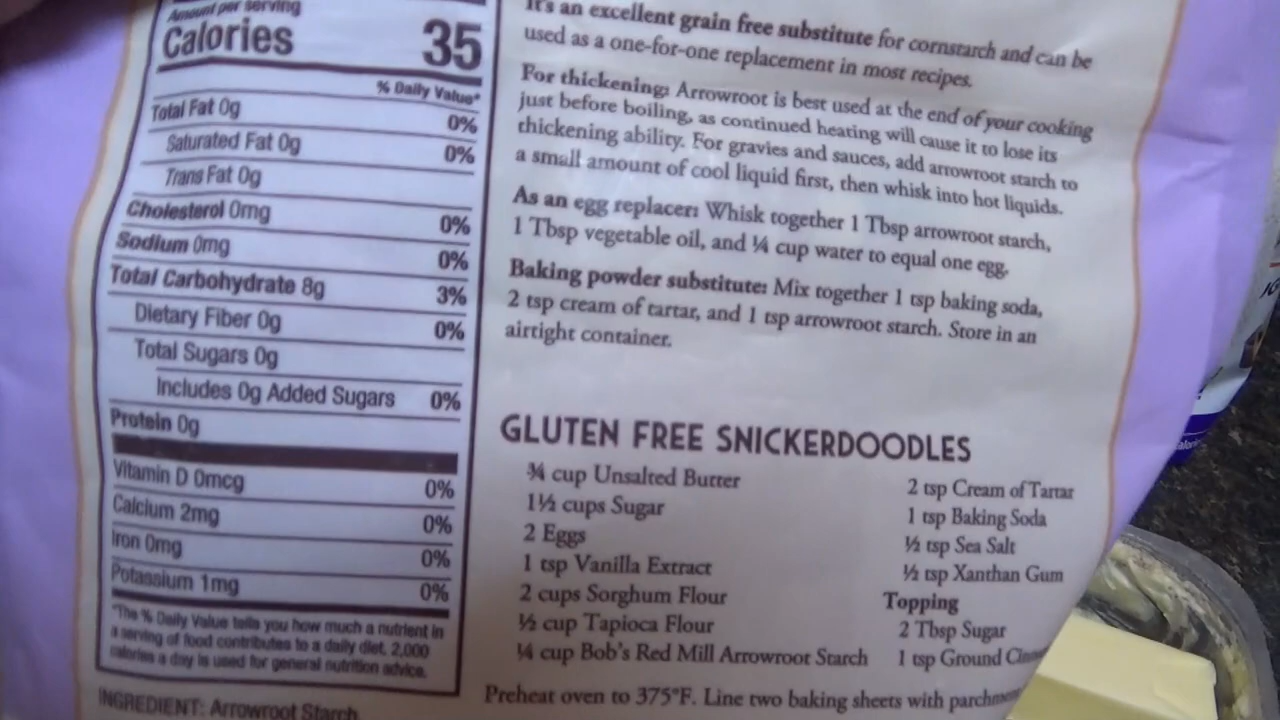 Amount per serving
Calories 35
% Daily Value*
Total Fat 0g 0%
Saturated Fat 0g 0%
Trans Fat 0g
Cholesterol 0mg 0%
Sodium 0mg 0%
Total Carbohydrate 8g 3%
Dietary Fiber 0g 0%
Total Sugars 0g
Includes 0g Added Sugars 0%
Protein 0g
Vitamin D 0mcg 0%
Calcium 2mg 0%
Iron 0mg 0%
Potassium 1mg 0%
*The % Daily Value tells you how much a nutrient in
a serving of food contributes to a daily diet. 2,000
calories a day is used for general nutrition advice.
INGREDIENT: Arrowroot Starch
It's an excellent grain free substitute for cornstarch and can be
used as a one-for-one replacement in most recipes.
For thickening: Arrowroot is best used at the end of your cooking
just before boiling, as continued heating will cause it to lose its
thickening ability. For gravies and sauces, add arrowroot starch to
a small amount of cool liquid first, then whisk into hot liquids.
As an egg replacer: Whisk together 1 Tbsp arrowroot starch,
1 Tbsp vegetable oil, and ¼ cup water to equal one egg.
Baking powder substitute: Mix together 1 tsp baking soda,
2 tsp cream of tartar, and 1 tsp arrowroot starch. Store in an
airtight container.
GLUTEN FREE SNICKERDOODLES
¾ cup Unsalted Butter
1½ cups Sugar
2 Eggs
1 tsp Vanilla Extract
2 cups Sorghum Flour
½ cup Tapioca Flour
¼ cup Bob's Red Mill Arrowroot Starch
2 tsp Cream of Tartar
1 tsp Baking Soda
½ tsp Sea Salt
½ tsp Xanthan Gum
Topping
2 Tbsp Sugar
1 tsp Ground
Preheat oven to 375°F. Line two baking sheets with